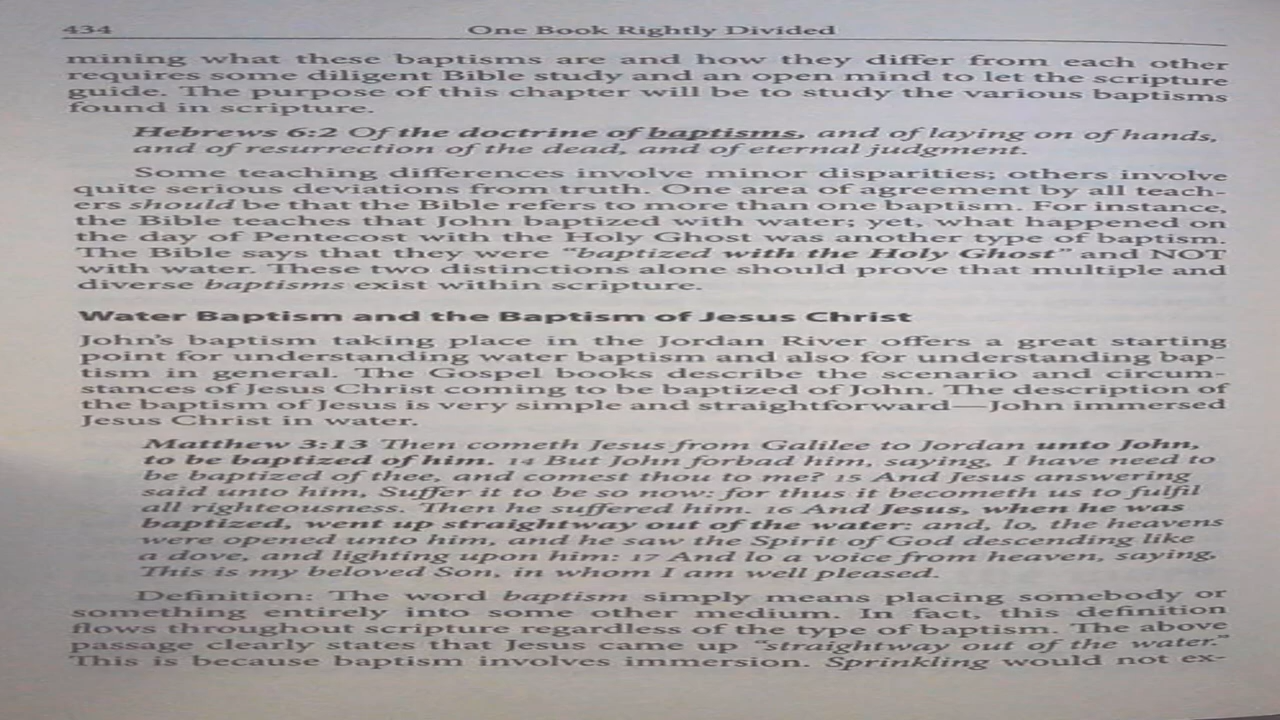 434 One Book Rightly Divided
mining what these baptisms are and how they differ from each other
requires some diligent Bible study and an open mind to let the scripture
guide. The purpose of this chapter will be to study the various baptisms
found in scripture.
Hebrews 6:2 Of the doctrine of baptisms, and of laying on of hands,
and of resurrection of the dead, and of eternal judgment.
Some teaching differences involve minor disparities; others involve
quite serious deviations from truth. One area of agreement by all teach-
ers should be that the Bible refers to more than one baptism. For instance,
the Bible teaches that John baptized with water; yet, what happened on
the day of Pentecost with the Holy Ghost was another type of baptism.
The Bible says that they were “baptized with the Holy Ghost” and NOT
with water. These two distinctions alone should prove that multiple and
diverse baptisms exist within scripture.
Water Baptism and the Baptism of Jesus Christ
John’s baptism taking place in the Jordan River offers a great starting
point for understanding water baptism and also for understanding bap-
tism in general. The Gospel books describe the scenario and circum-
stances of Jesus Christ coming to be baptized of John. The description of
the baptism of Jesus is very simple and straightforward—John immersed
Jesus Christ in water.
Matthew 3:13 Then cometh Jesus from Galilee to Jordan unto John,
to be baptized of him. 14 But John forbad him, saying, I have need to
be baptized of thee, and comest thou to me? 15 And Jesus answering
said unto him, Suffer it to be so now: for thus it becometh us to fulfil
all righteousness. Then he suffered him. 16 And Jesus, when he was
baptized, went up straightway out of the water: and, lo, the heavens
were opened unto him, and he saw the Spirit of God descending like
a dove, and lighting upon him: 17 And lo a voice from heaven, saying,
This is my beloved Son, in whom I am well pleased.
Definition: The word baptism simply means placing somebody or
something entirely into some other medium. In fact, this definition
flows throughout scripture regardless of the type of baptism. The above
passage clearly states that Jesus came up “straightway out of the water.”
This is because baptism involves immersion. Sprinkling would not ex-